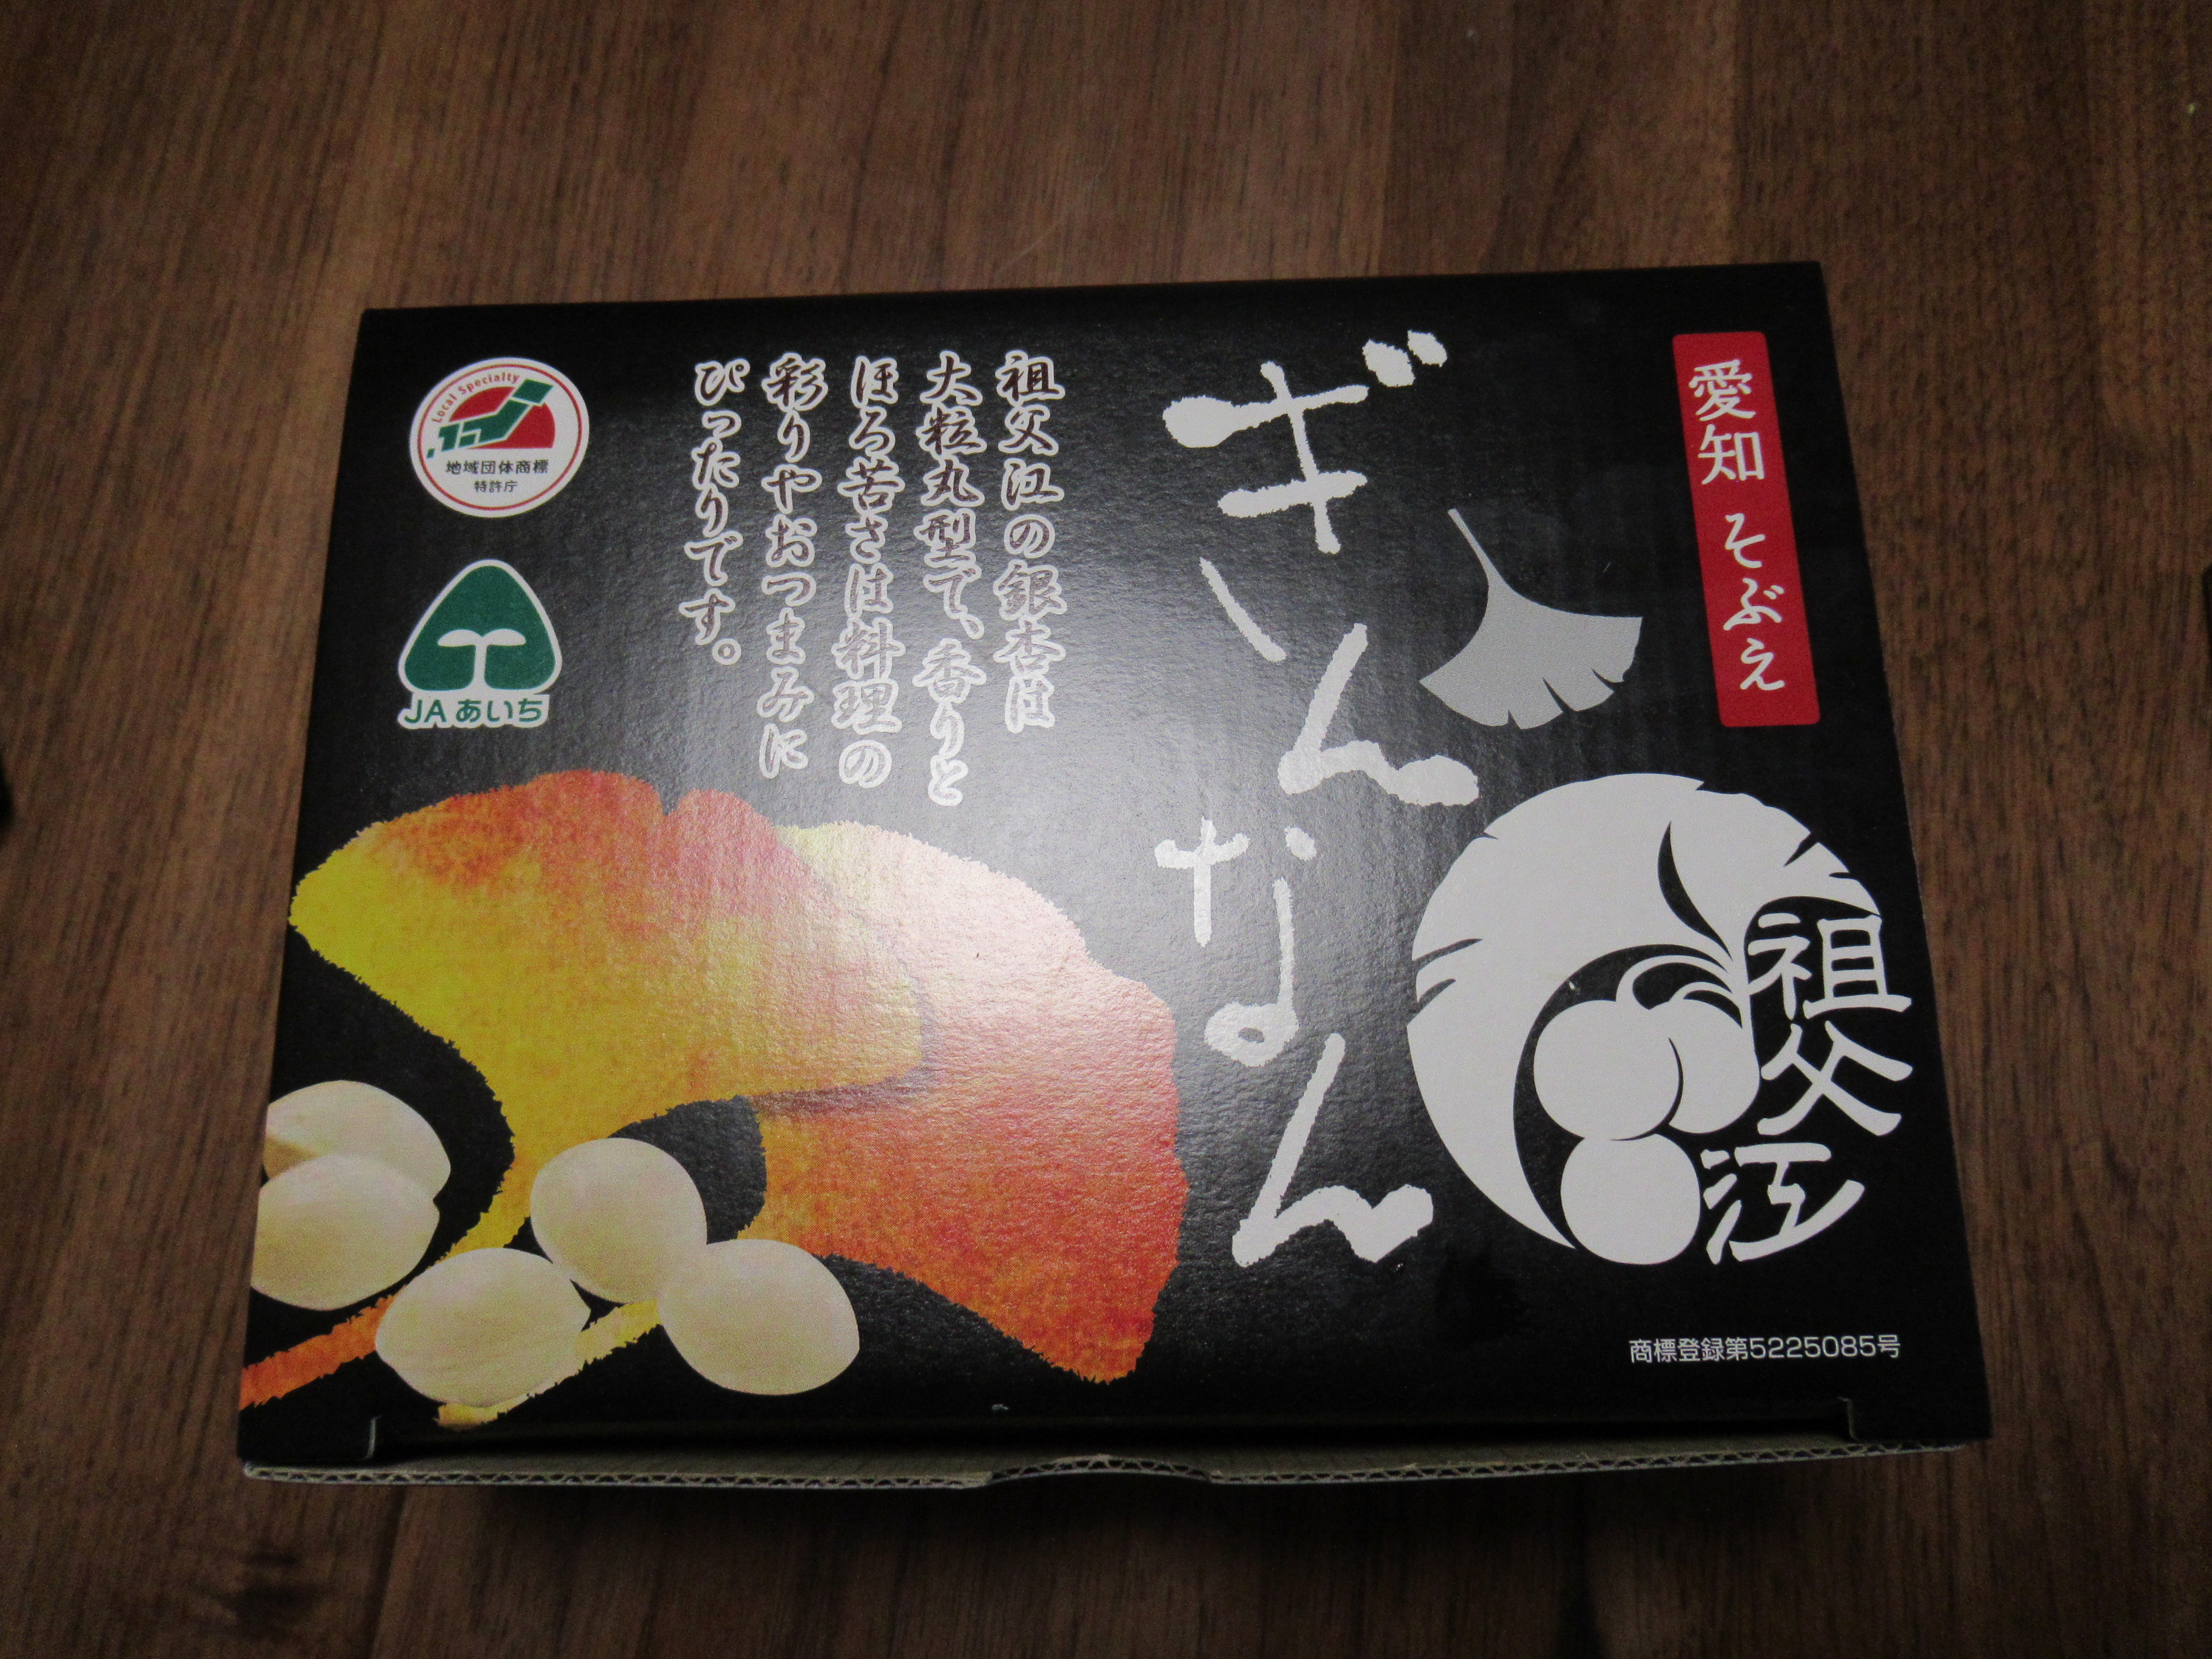 愛知 そぶえ
祖父江
ぎんなん
祖父江の銀杏は
大粒丸型で、香りと
ほろ苦さは料理の
彩りやおつまみに
ぴったりです。
Local Specialty
地域団体商標
特許庁
JAあいち
商標登録第5225085号